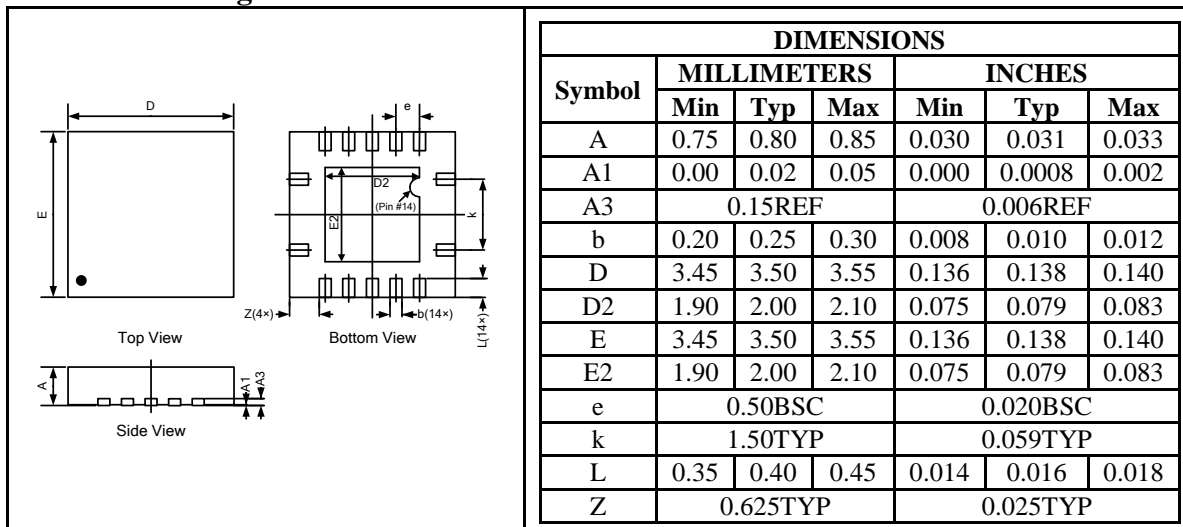 D
e
E
D2
(Pin #14)
E2
k
Z(4×)
b(14×)
L(14×)
Top View
Bottom View
A
A1
A3
Side View
DIMENSIONS
Symbol MILLIMETERS INCHES
Min Typ Max Min Typ Max
A 0.75 0.80 0.85 0.030 0.031 0.033
A1 0.00 0.02 0.05 0.000 0.0008 0.002
A3 0.15REF 0.006REF
b 0.20 0.25 0.30 0.008 0.010 0.012
D 3.45 3.50 3.55 0.136 0.138 0.140
D2 1.90 2.00 2.10 0.075 0.079 0.083
E 3.45 3.50 3.55 0.136 0.138 0.140
E2 1.90 2.00 2.10 0.075 0.079 0.083
e 0.50BSC 0.020BSC
k 1.50TYP 0.059TYP
L 0.35 0.40 0.45 0.014 0.016 0.018
Z 0.625TYP 0.025TYP